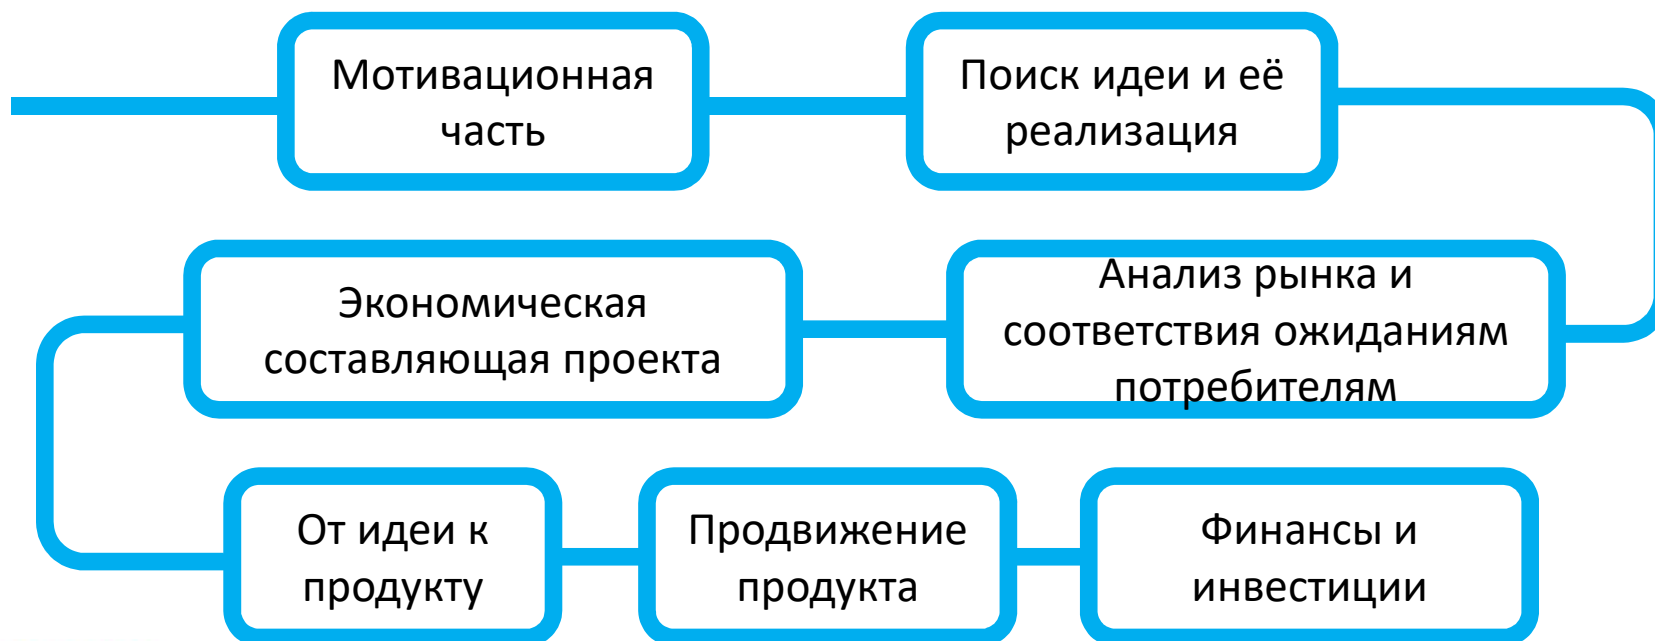 Мотивационная
часть
Поиск идеи и её
реализация
Анализ рынка и
соответствия ожиданиям
потребителям
Экономическая
составляющая проекта
От идеи к
продукту
Продвижение
продукта
Финансы и
инвестиции